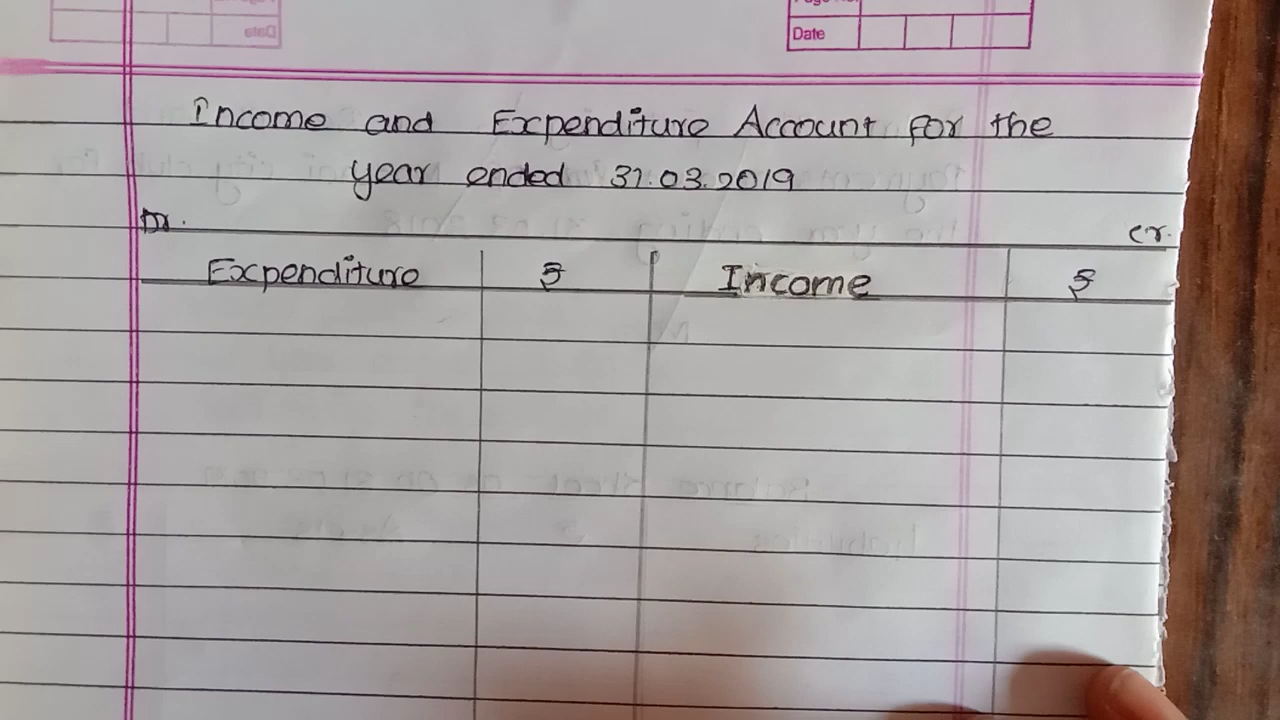 Date
Income and Expenditure Account for the
year ended 31.03.2019
Dr. Cr.
Expenditure ₹ Income ₹